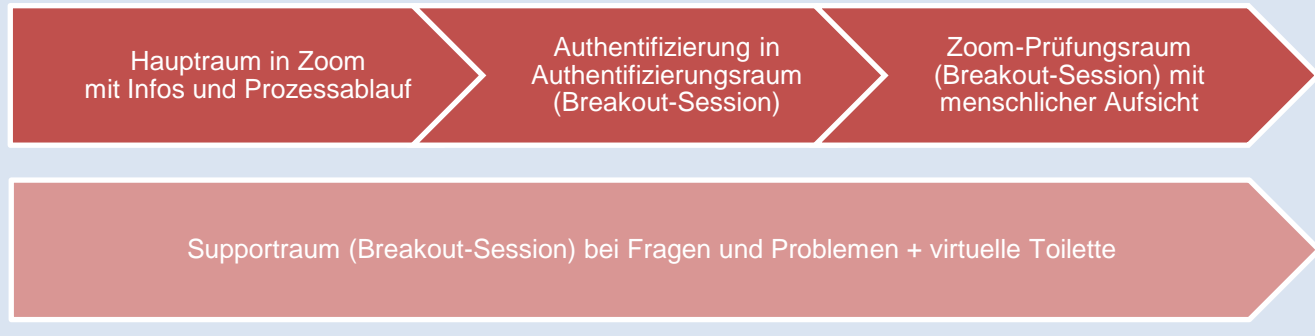 Hauptraum in Zoom
mit Infos und Prozessablauf
Authentifizierung in
Authentifizierungsraum
(Breakout-Session)
Zoom-Prüfungsraum
(Breakout-Session) mit
menschlicher Aufsicht
Supportraum (Breakout-Session) bei Fragen und Problemen + virtuelle Toilette